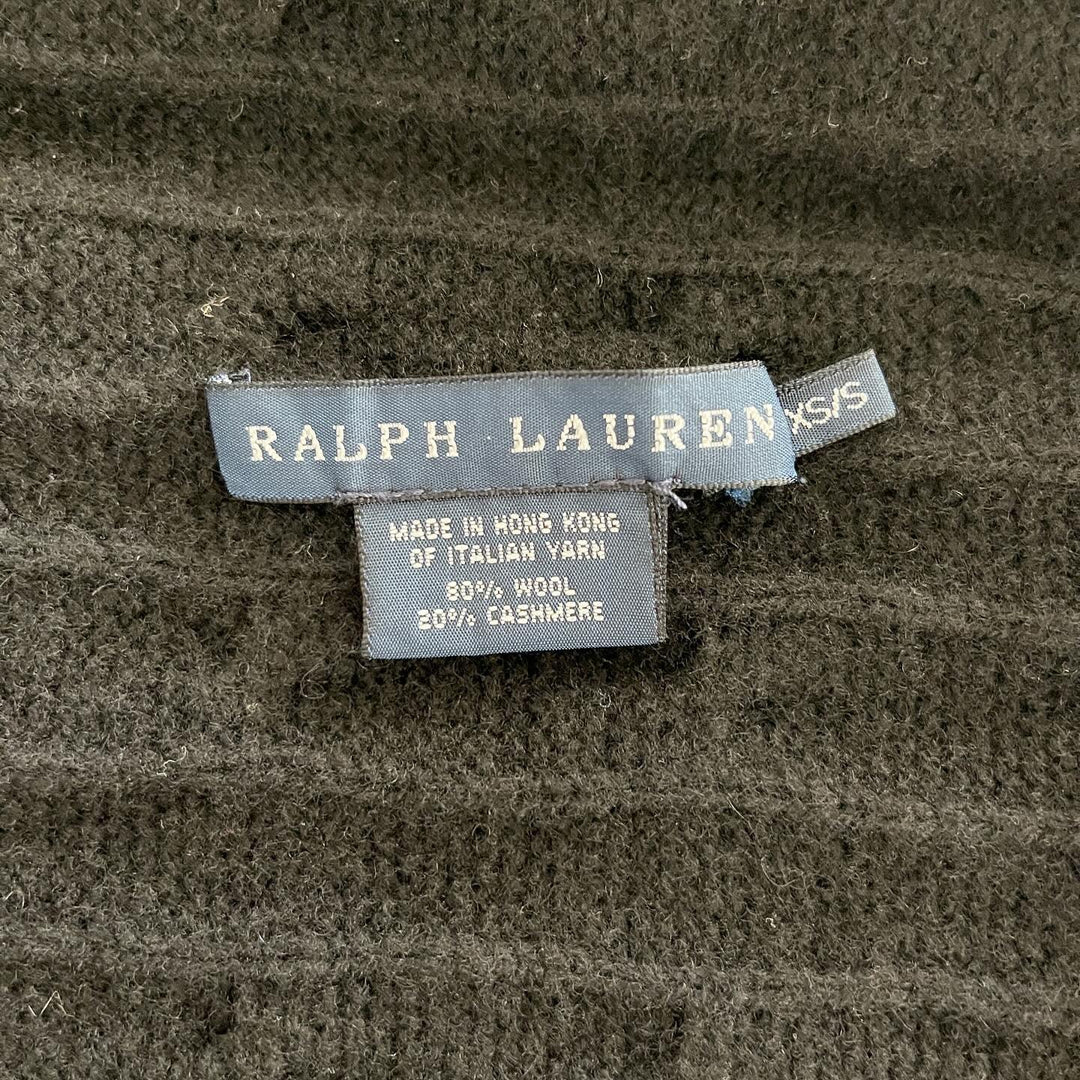 RALPH LAUREN
XS/S
MADE IN HONG KONG
OF ITALIAN YARN
80% WOOL
20% CASHMERE